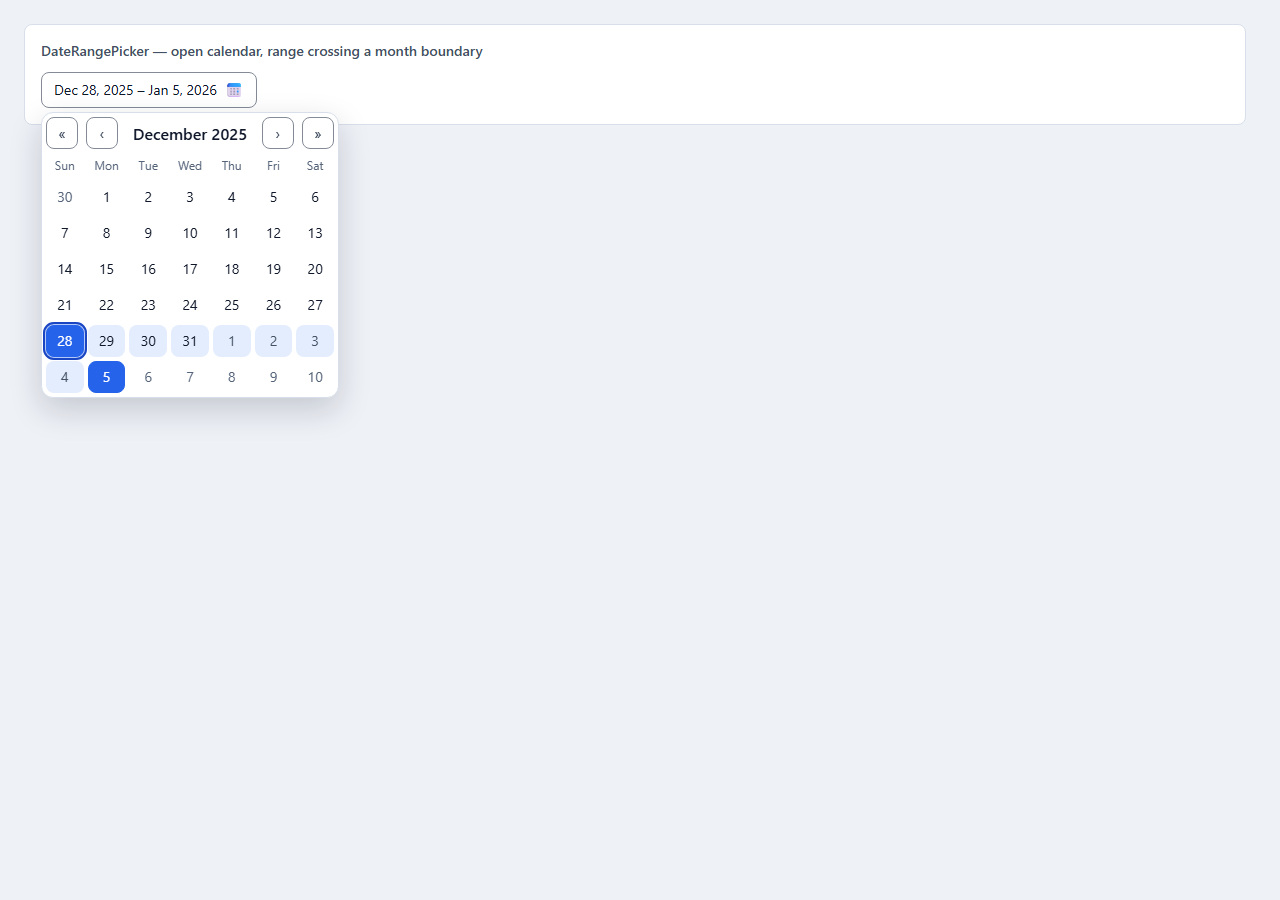 DateRangePicker — open calendar, range crossing a month boundary
Dec 28, 2025 – Jan 5, 2026
« ‹ December 2025 › »
Sun Mon Tue Wed Thu Fri Sat
30 1 2 3 4 5 6
7 8 9 10 11 12 13
14 15 16 17 18 19 20
21 22 23 24 25 26 27
28 29 30 31 1 2 3
4 5 6 7 8 9 10